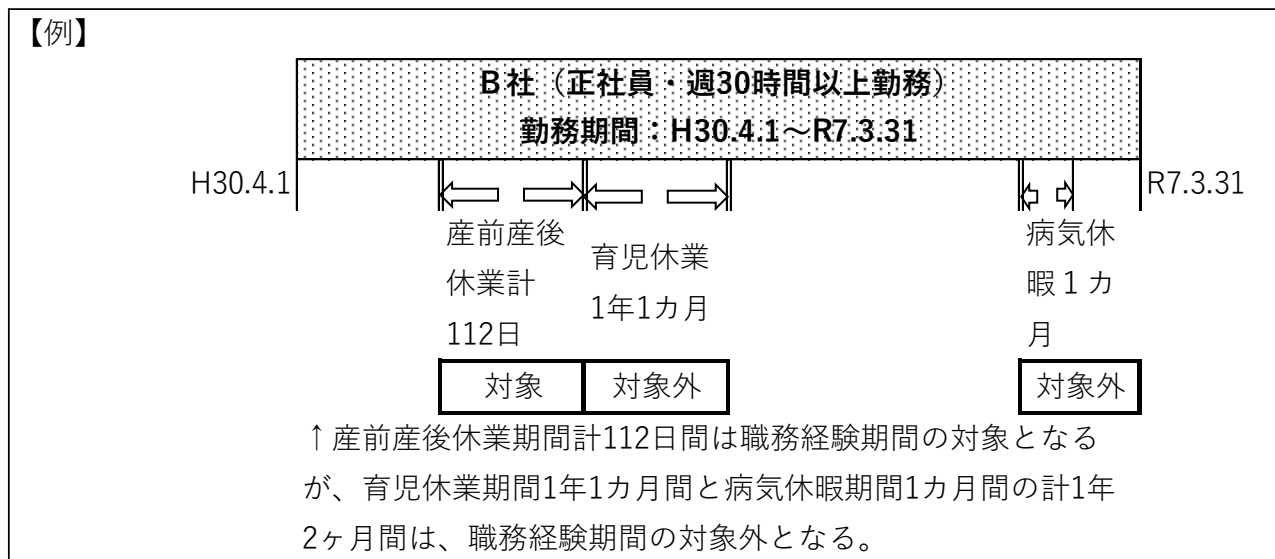 【例】
B社（正社員・週30時間以上勤務）
勤務期間：H30.4.1～R7.3.31
H30.4.1
R7.3.31
産前産後
休業計
112日
育児休業
1年1カ月
病気休
暇１カ
月
対象
対象外
対象外
↑産前産後休業期間計112日間は職務経験期間の対象となる
が、育児休業期間1年1カ月間と病気休暇期間1カ月間の計1年
2ヶ月間は、職務経験期間の対象外となる。